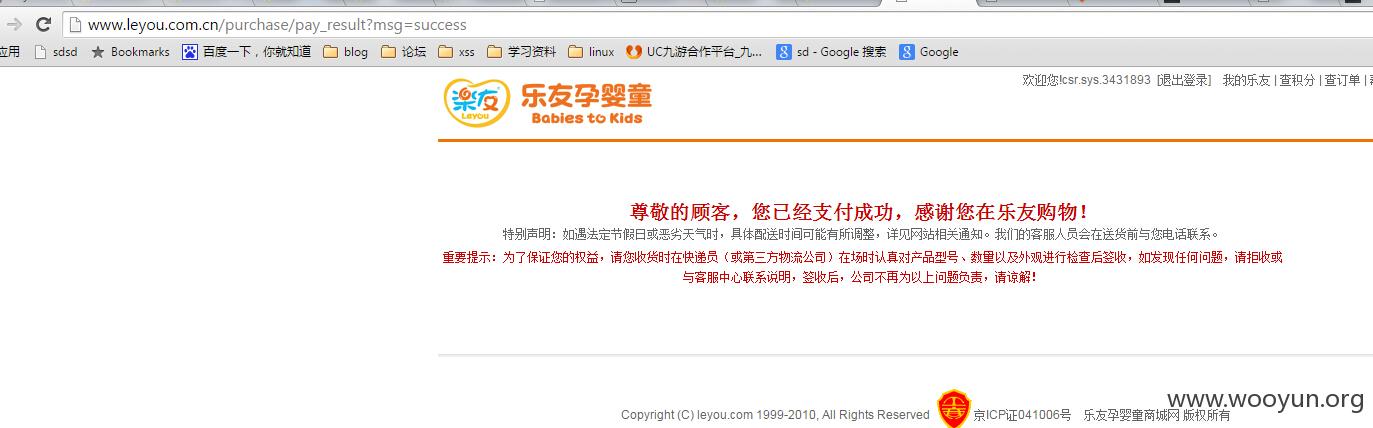 www.leyou.com.cn/purchase/pay_result?msg=success
应用 sdsd Bookmarks 百度一下，你就知道 blog 论坛 xss 学习资料 linux UC九游合作平台_九... sd - Google 搜索 Google
欢迎您!csr.sys.3431893 [退出登录] 我的乐友 | 查积分 | 查订单 |
樂友 Leyou 乐友孕婴童
Babies to Kids
尊敬的顾客，您已经支付成功，感谢您在乐友购物！
特别声明：如遇法定节假日或恶劣天气时，具体配送时间可能有所调整，详见网站相关通知。我们的客服人员会在送货前与您电话联系。
重要提示：为了保证您的权益，请您收货时在快递员（或第三方物流公司）在场时认真对产品型号、数量以及外观进行检查后签收，如发现任何问题，请拒收或
与客服中心联系说明，签收后，公司不再为以上问题负责，请谅解！
www.wooyun.org
Copyright (C) leyou.com 1999-2010, All Rights Reserved 京ICP证041006号 乐友孕婴童商城网 版权所有